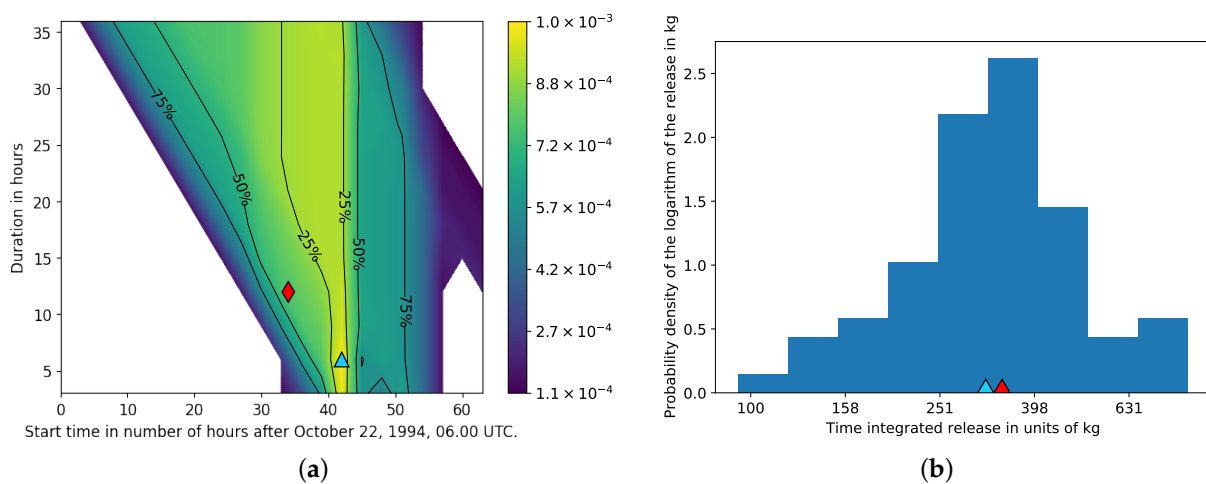 35
30
25
20
15
10
5
0
10
20
30
40
50
60
Duration in hours
Start time in number of hours after October 22, 1994, 06.00 UTC.
75%
50%
25%
25%
50%
75%
1.0 × 10⁻³
8.8 × 10⁻⁴
7.2 × 10⁻⁴
5.7 × 10⁻⁴
4.2 × 10⁻⁴
2.7 × 10⁻⁴
1.1 × 10⁻⁴
(a)
Probability density of the logarithm of the release in kg
2.5
2.0
1.5
1.0
0.5
0.0
100
158
251
398
631
Time integrated release in units of kg
(b)